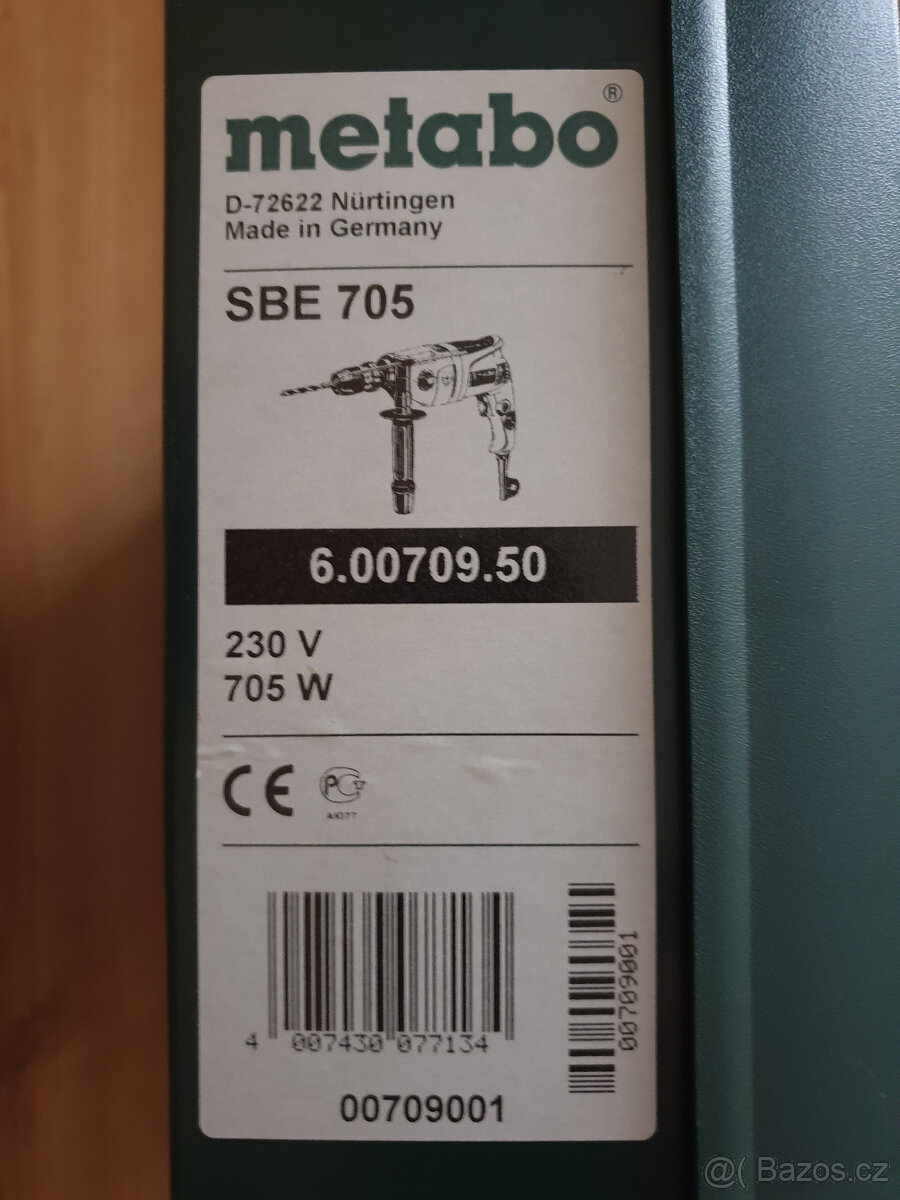 metabo®
D-72622 Nürtingen
Made in Germany
SBE 705
6.00709.50
230 V
705 W
CE PCT
4 007430 077134
00709001
00709001
@( Bazos.cz